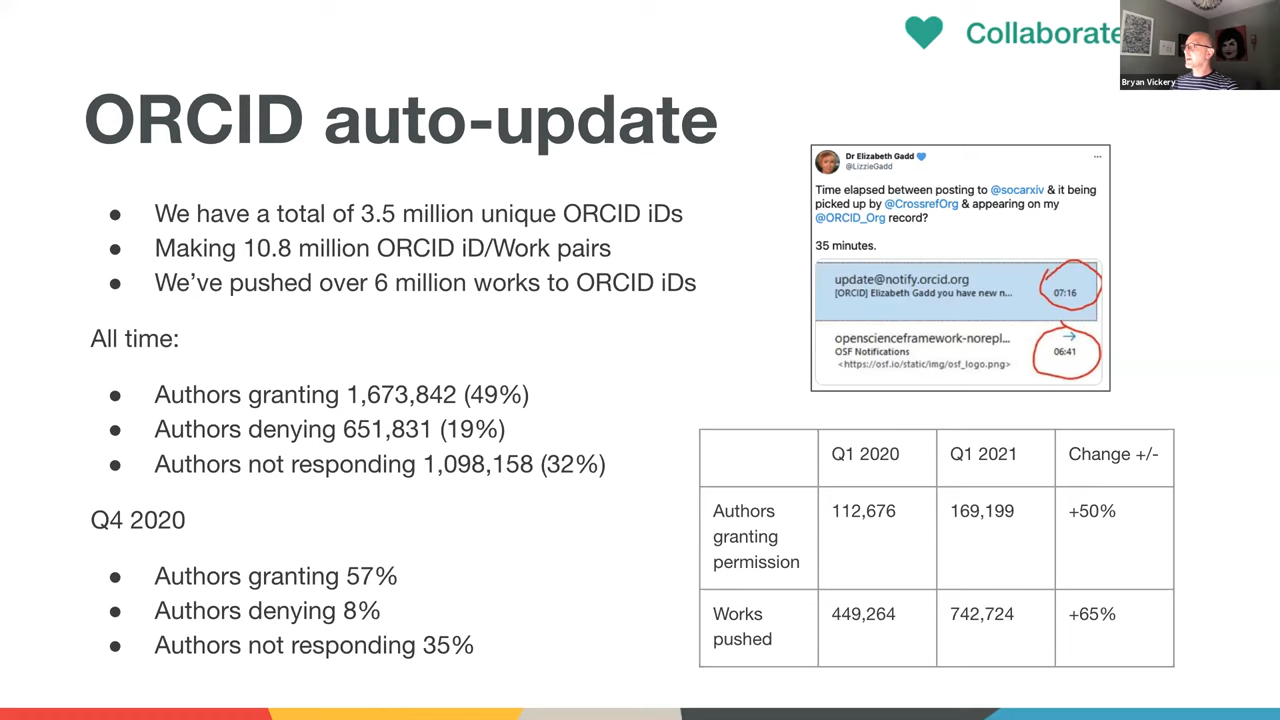 Collaborate
Bryan Vickery
ORCID auto-update
● We have a total of 3.5 million unique ORCID iDs
● Making 10.8 million ORCID iD/Work pairs
● We’ve pushed over 6 million works to ORCID iDs
All time:
● Authors granting 1,673,842 (49%)
● Authors denying 651,831 (19%)
● Authors not responding 1,098,158 (32%)
Q4 2020
● Authors granting 57%
● Authors denying 8%
● Authors not responding 35%
Dr Elizabeth Gadd 💙 ...
@LizzieGadd
Time elapsed between posting to @socarxiv & it being
picked up by @CrossrefOrg & appearing on my
@ORCID_Org record?
35 minutes.
update@notify.orcid.org
[ORCID] Elizabeth Gadd you have new n... 07:16
openscienceframework-norepl... →
OSF Notifications 06:41
<https://osf.io/static/img/osf_logo.png>
Q1 2020 Q1 2021 Change +/-
Authors 112,676 169,199 +50%
granting
permission
Works 449,264 742,724 +65%
pushed